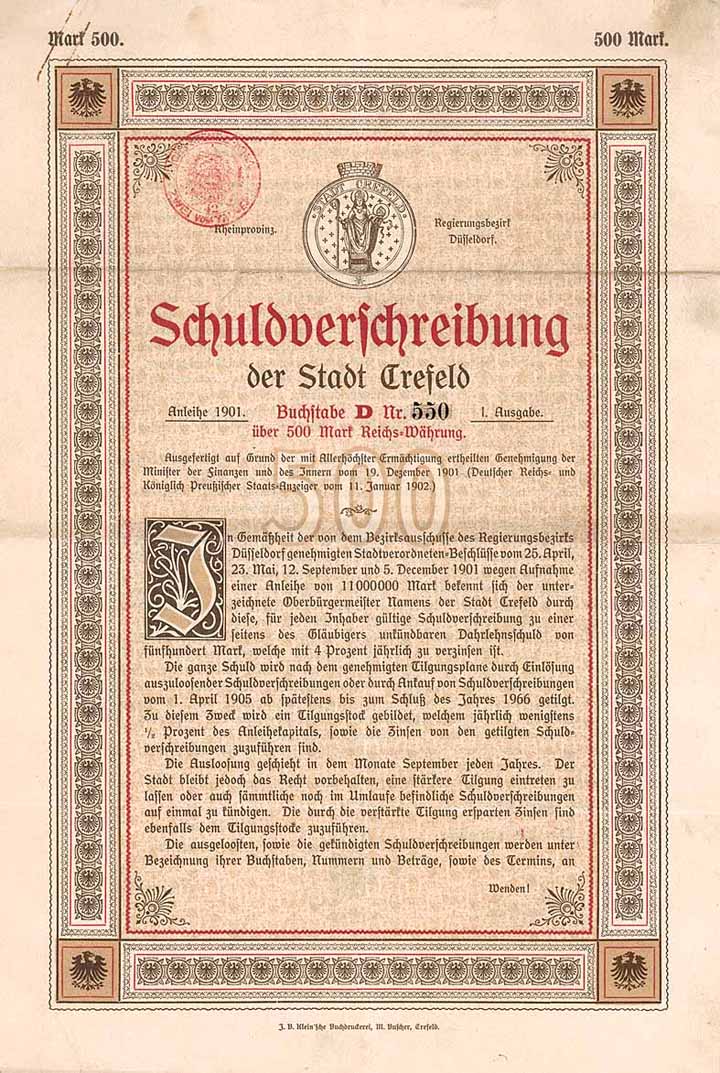 Mark 500.
500 Mark.
STADT CREFELD
Rheinprovinz.
Regierungsbezirk
Düsseldorf.
Schuldverschreibung
der Stadt Crefeld
Anleihe 1901. Buchstabe D Nr. 550 1. Ausgabe.
über 500 Mark Reichs-Währung.
500
Ausgefertigt auf Grund der mit Allerhöchster Ermächtigung ertheilten Genehmigung der
Minister der Finanzen und des Innern vom 19. Dezember 1901 (Deutscher Reichs- und
Königlich Preußischer Staats-Anzeiger vom 11. Januar 1902.)
In Gemäßheit der von dem Bezirksausschusse des Regierungsbezirks
Düsseldorf genehmigten Stadtverordneten-Beschlüsse vom 25. April,
23. Mai, 12. September und 5. December 1901 wegen Aufnahme
einer Anleihe von 11000000 Mark bekennt sich der unter-
zeichnete Oberbürgermeister Namens der Stadt Crefeld durch
diese, für jeden Inhaber gültige Schuldverschreibung zu einer
seitens des Gläubigers unkündbaren Dahrlehnsschuld von
fünfhundert Mark, welche mit 4 Prozent jährlich zu verzinsen ist.
Die ganze Schuld wird nach dem genehmigten Tilgungsplane durch Einlösung
auszuloosender Schuldverschreibungen oder durch Ankauf von Schuldverschreibungen
vom 1. April 1905 ab spätestens bis zum Schluß des Jahres 1966 getilgt.
Zu diesem Zweck wird ein Tilgungsstock gebildet, welchem jährlich wenigstens
½ Prozent des Anleihekapitals, sowie die Zinsen von den getilgten Schuld-
verschreibungen zuzuführen sind.
Die Ausloosung geschieht in dem Monate September jeden Jahres. Der
Stadt bleibt jedoch das Recht vorbehalten, eine stärkere Tilgung eintreten zu
lassen oder auch sämmtliche noch im Umlaufe befindliche Schuldverschreibungen
auf einmal zu kündigen. Die durch die verstärkte Tilgung ersparten Zinsen sind
ebenfalls dem Tilgungsstocke zuzuführen.
Die ausgeloosten, sowie die gekündigten Schuldverschreibungen werden unter
Bezeichnung ihrer Buchstaben, Nummern und Beträge, sowie des Termins, an
Wenden!
J. B. Klein'sche Buchdruckerei, M. Buscher, Crefeld.